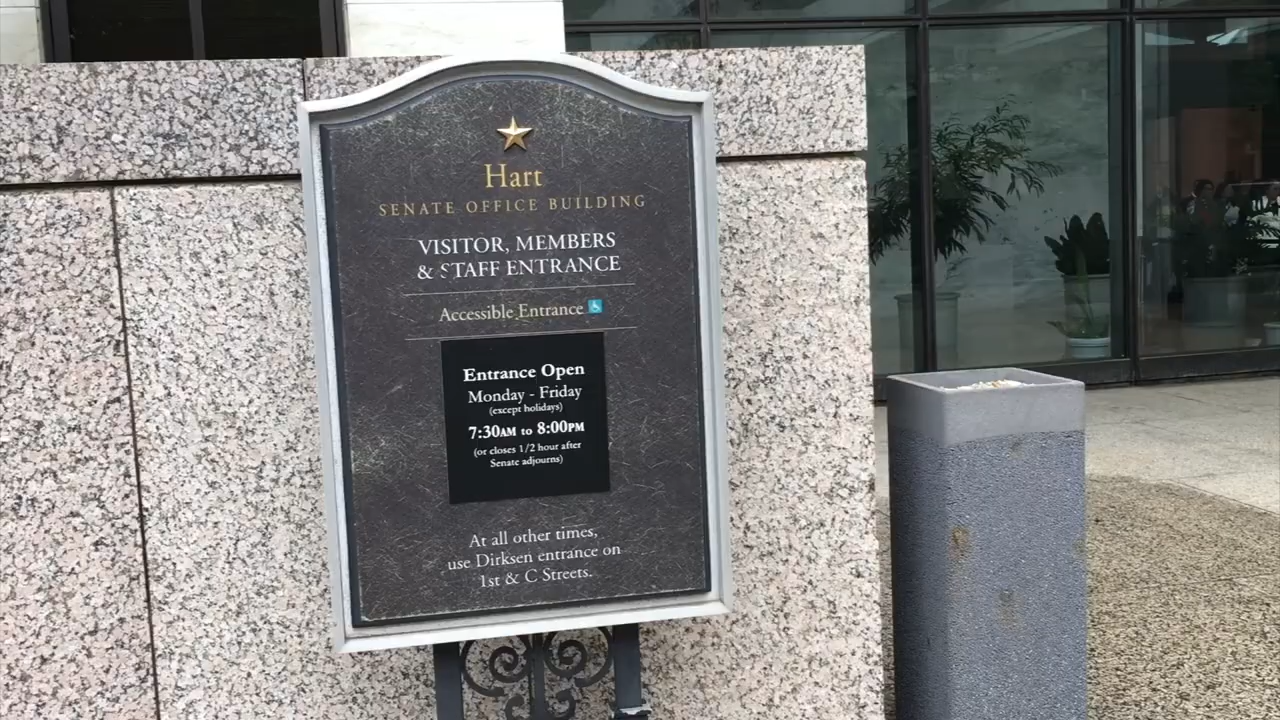 Hart
SENATE OFFICE BUILDING
VISITOR, MEMBERS
& STAFF ENTRANCE
Accessible Entrance
Entrance Open
Monday - Friday
(except holidays)
7:30AM to 8:00PM
(or closes 1/2 hour after
Senate adjourns)
At all other times,
use Dirksen entrance on
1st & C Streets.